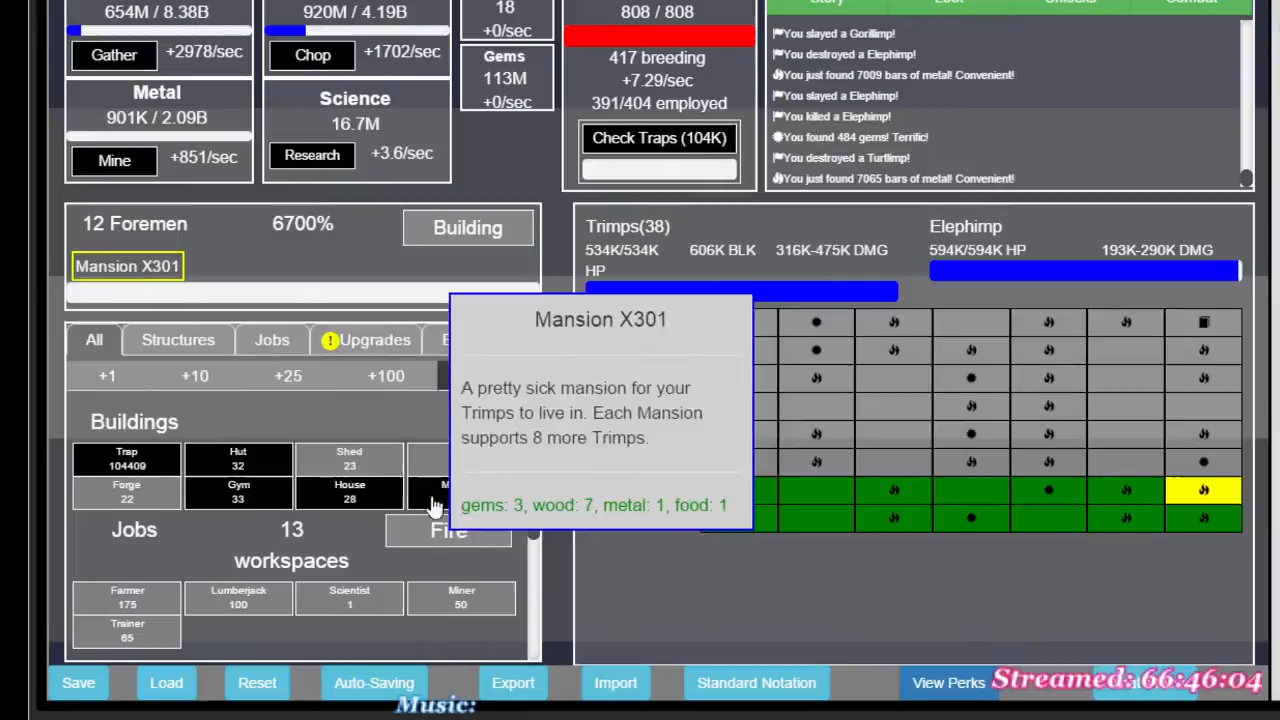 654M / 8.38B
Gather
+2978/sec
920M / 4.19B
Chop
+1702/sec
Metal
901K / 2.09B
Mine
+851/sec
Science
16.7M
Research
+3.6/sec
18
+0/sec
Gems
113M
+0/sec
808 / 808
417 breeding
+7.29/sec
391/404 employed
Check Traps (104K)
You slayed a Gorillimp!
You destroyed a Elephimp!
You just found 7009 bars of metal! Convenient!
You slayed a Elephimp!
You killed a Elephimp!
You found 484 gems! Terrific!
You destroyed a Turtlimp!
You just found 7065 bars of metal! Convenient!
12 Foremen
6700%
Building
Mansion X301
Trimps(38)
534K/534K HP
606K BLK
316K-475K DMG
Elephimp
594K/594K HP
193K-290K DMG
All
Structures
Jobs
Upgrades
+1
+10
+25
+100
Mansion X301
A pretty sick mansion for your
Trimps to live in. Each Mansion
supports 8 more Trimps.
gems: 3, wood: 7, metal: 1, food: 1
Buildings
Trap
104409
Hut
32
Shed
23
Forge
22
Gym
33
House
28
Jobs
13 workspaces
Fire
Farmer
175
Lumberjack
100
Scientist
1
Miner
50
Trainer
65
Save
Load
Reset
Auto-Saving
Export
Import
Standard Notation
View Perks
Streamed: 66:46:04
Music: